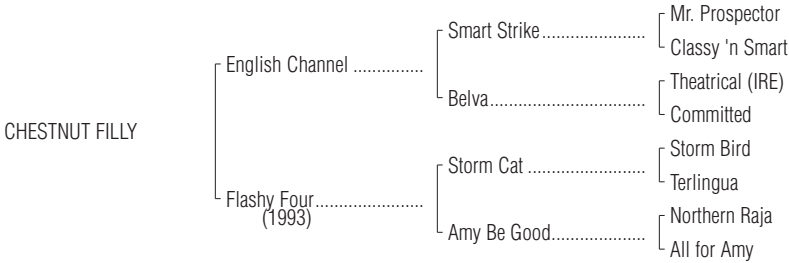 Mr. Prospector
Smart Strike......................
Classy 'n Smart
English Channel ...............
Theatrical (IRE)
Belva.................................
Committed
CHESTNUT FILLY
Storm Bird
Storm Cat .........................
Terlingua
Flashy Four.......................
(1993)
Northern Raja
Amy Be Good....................
All for Amy